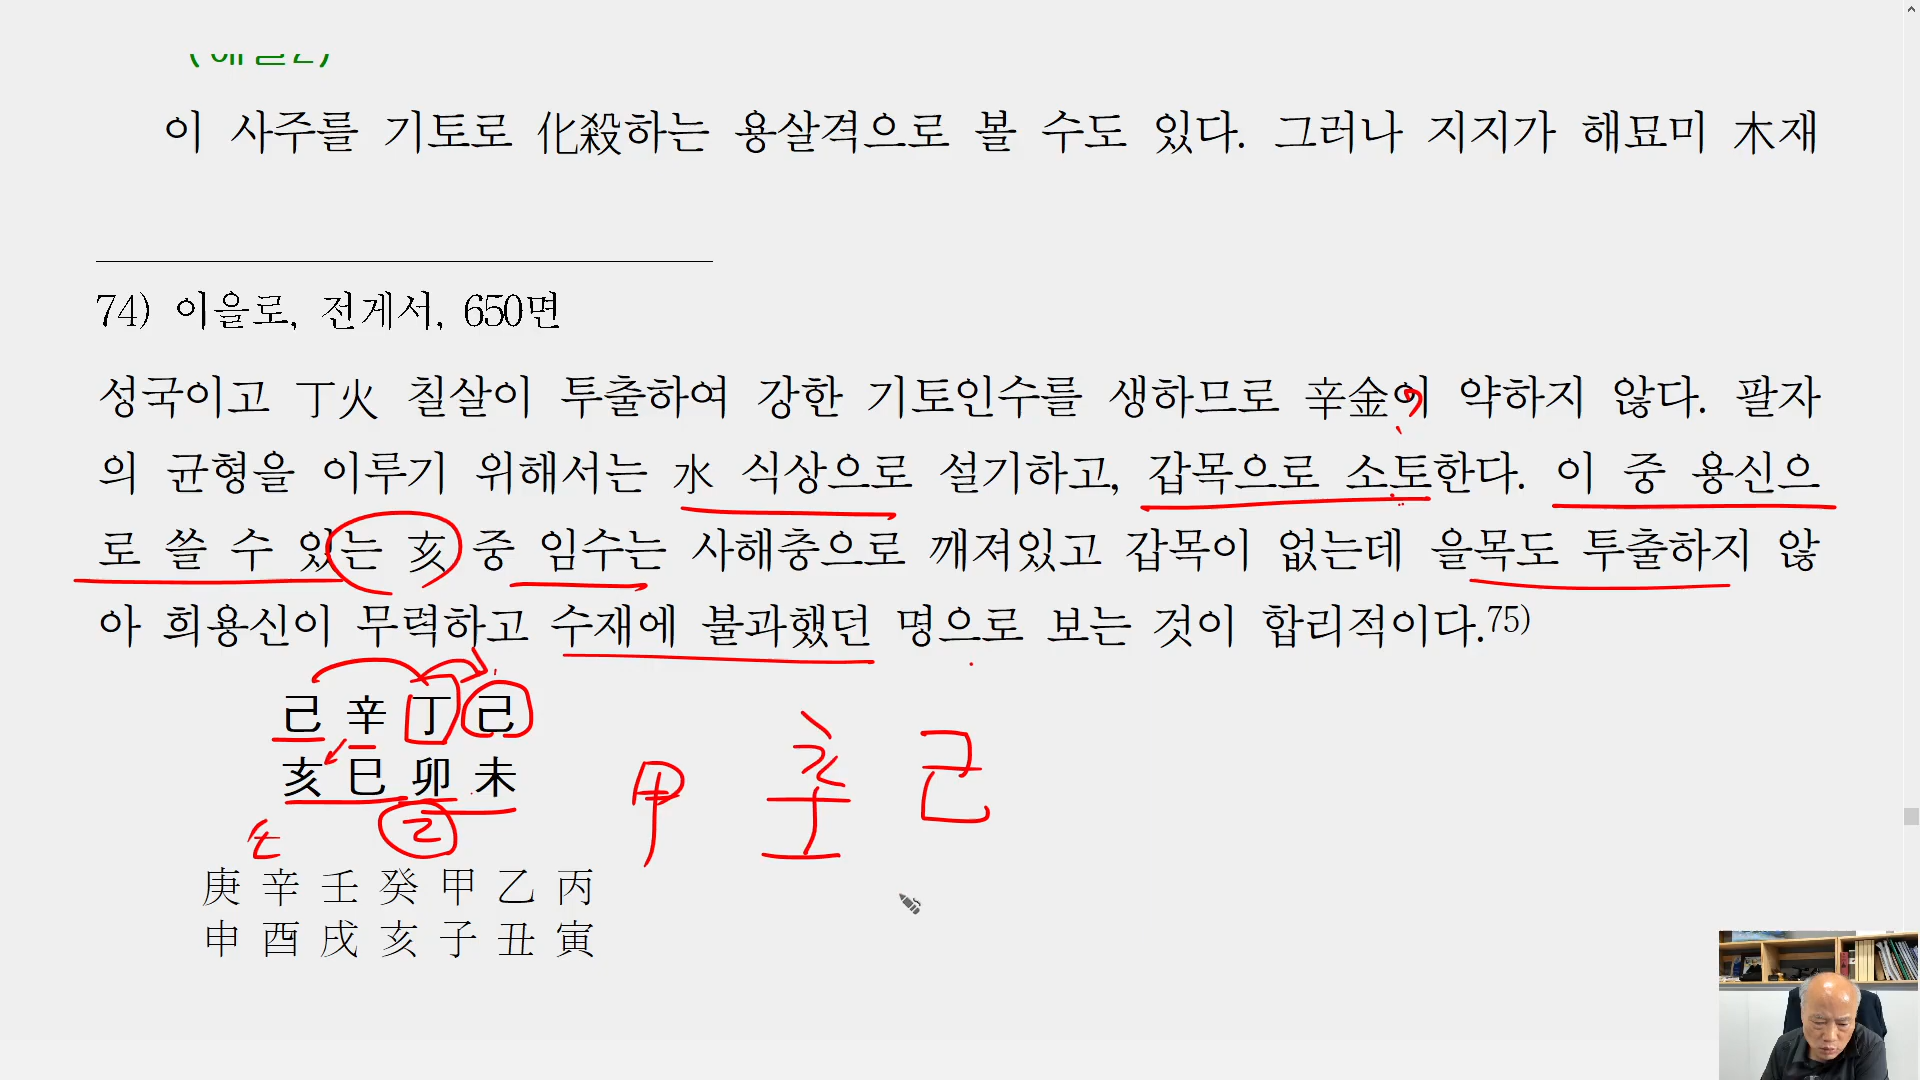 이 사주를 기토로 化殺하는 용살격으로 볼 수도 있다. 그러나 지지가 해묘미 木재
74) 이을로, 전게서, 650면
성국이고 丁火 칠살이 투출하여 강한 기토인수를 생하므로 辛金이 약하지 않다. 팔자
의 균형을 이루기 위해서는 水 식상으로 설기하고, 갑목으로 소토한다. 이 중 용신으
로 쓸 수 있는 亥 중 임수는 사해충으로 깨져있고 갑목이 없는데 을목도 투출하지 않
아 희용신이 무력하고 수재에 불과했던 명으로 보는 것이 합리적이다.75)
己 辛 丁 己
亥 巳 卯 未
甲 辛 己
乙
庚 辛 壬 癸 甲 乙 丙
申 酉 戌 亥 子 丑 寅